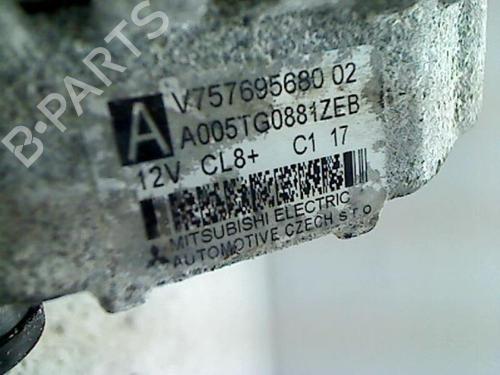 V757695680 02
A
A005TG0881ZEB
12V CL8+ C1 17
MITSUBISHI ELECTRIC
AUTOMOTIVE CZECH s r o
B-PARTS